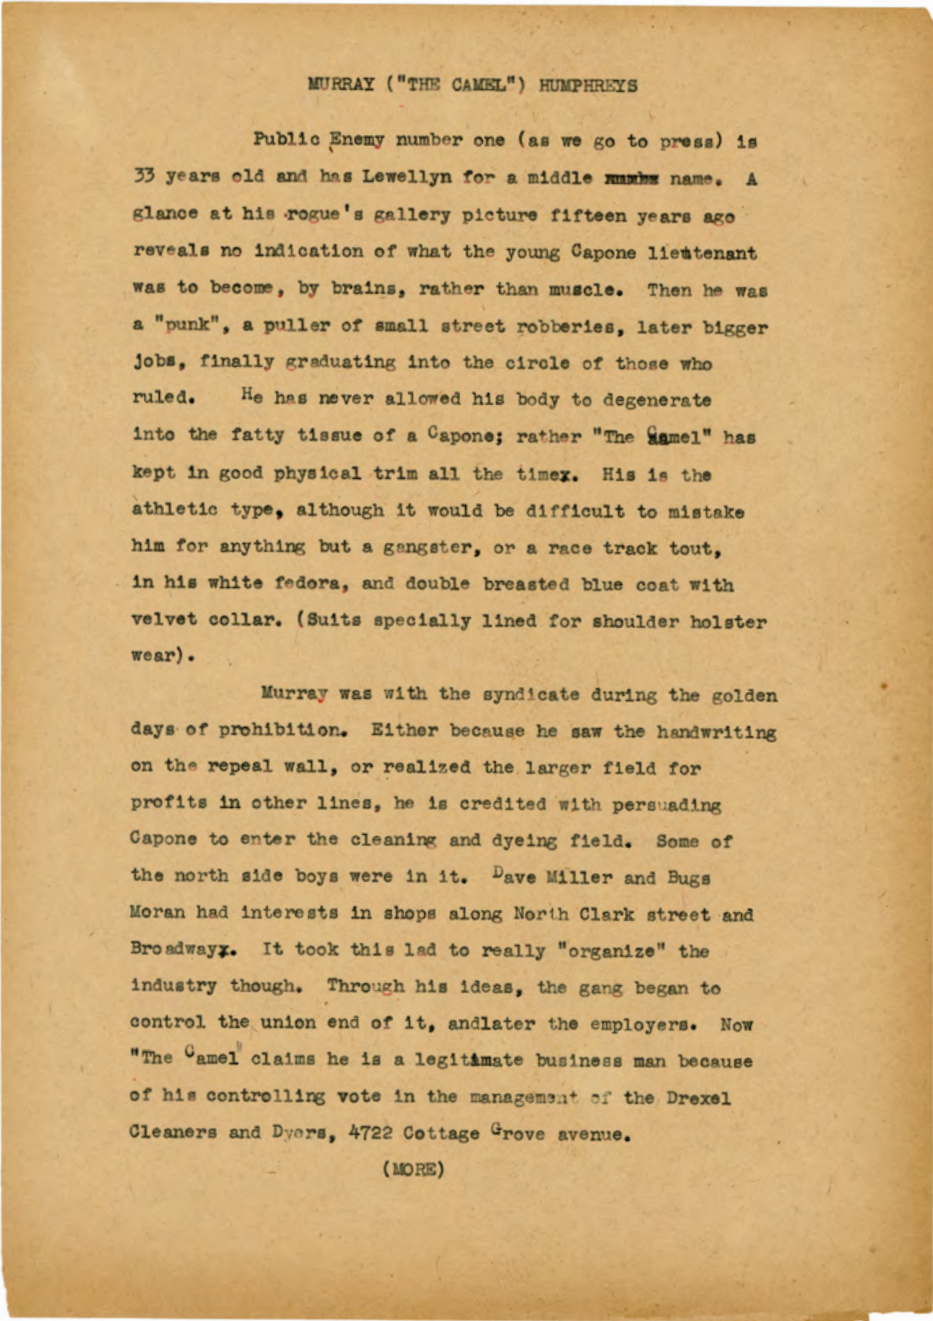 MURRAY ("THE CAMEL") HUMPHREYS
Public Enemy number one (as we go to press) is
33 years old and has Lewellyn for a middle name. A
glance at his rogue's gallery picture fifteen years ago
reveals no indication of what the young Capone lieutenant
was to become, by brains, rather than muscle. Then he was
a "punk", a puller of small street robberies, later bigger
jobs, finally graduating into the circle of those who
ruled. He has never allowed his body to degenerate
into the fatty tissue of a Capone; rather "The Camel" has
kept in good physical trim all the timex. His is the
athletic type, although it would be difficult to mistake
him for anything but a gangster, or a race track tout,
in his white fedora, and double breasted blue coat with
velvet collar. (Suits specially lined for shoulder holster
wear).
Murray was with the syndicate during the golden
days of prohibition. Either because he saw the handwriting
on the repeal wall, or realized the larger field for
profits in other lines, he is credited with persuading
Capone to enter the cleaning and dyeing field. Some of
the north side boys were in it. Dave Miller and Bugs
Moran had interests in shops along North Clark street and
Broadwayx. It took this lad to really "organize" the
industry though. Through his ideas, the gang began to
control the union end of it, andlater the employers. Now
"The Camel" claims he is a legitimate business man because
of his controlling vote in the management of the Drexel
Cleaners and Dyers, 4722 Cottage Grove avenue.
(MORE)